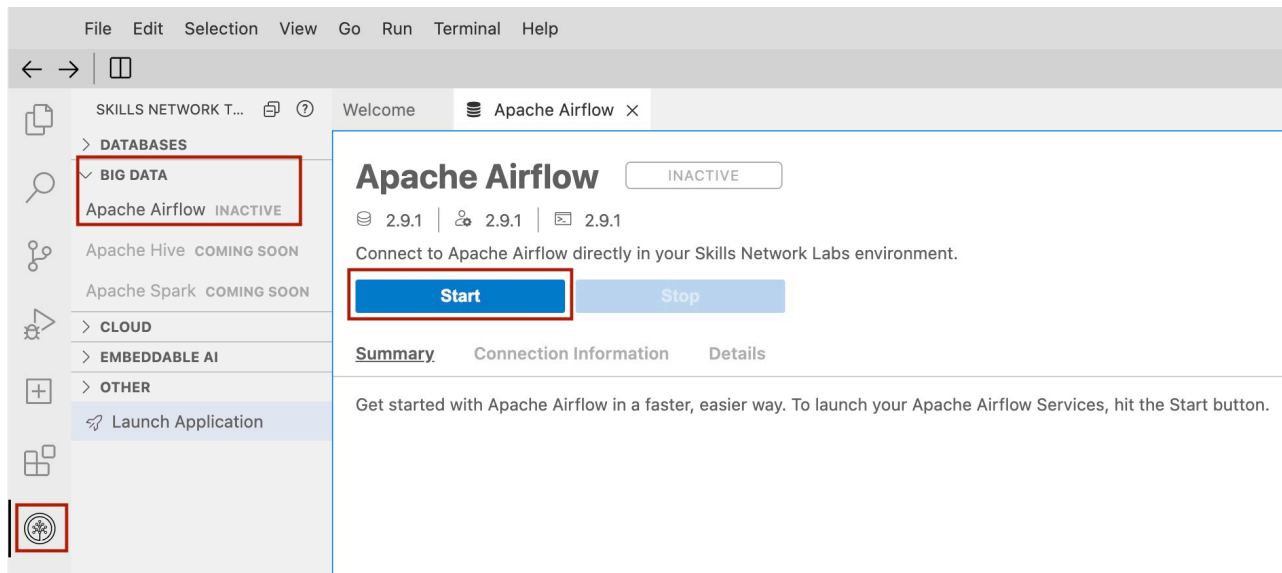 File Edit Selection View Go Run Terminal Help
SKILLS NETWORK T...
DATABASES
BIG DATA
Apache Airflow INACTIVE
Apache Hive COMING SOON
Apache Spark COMING SOON
CLOUD
EMBEDDABLE AI
OTHER
Launch Application
Welcome Apache Airflow
Apache Airflow INACTIVE
2.9.1 2.9.1 2.9.1
Connect to Apache Airflow directly in your Skills Network Labs environment.
Start Stop
Summary Connection Information Details
Get started with Apache Airflow in a faster, easier way. To launch your Apache Airflow Services, hit the Start button.